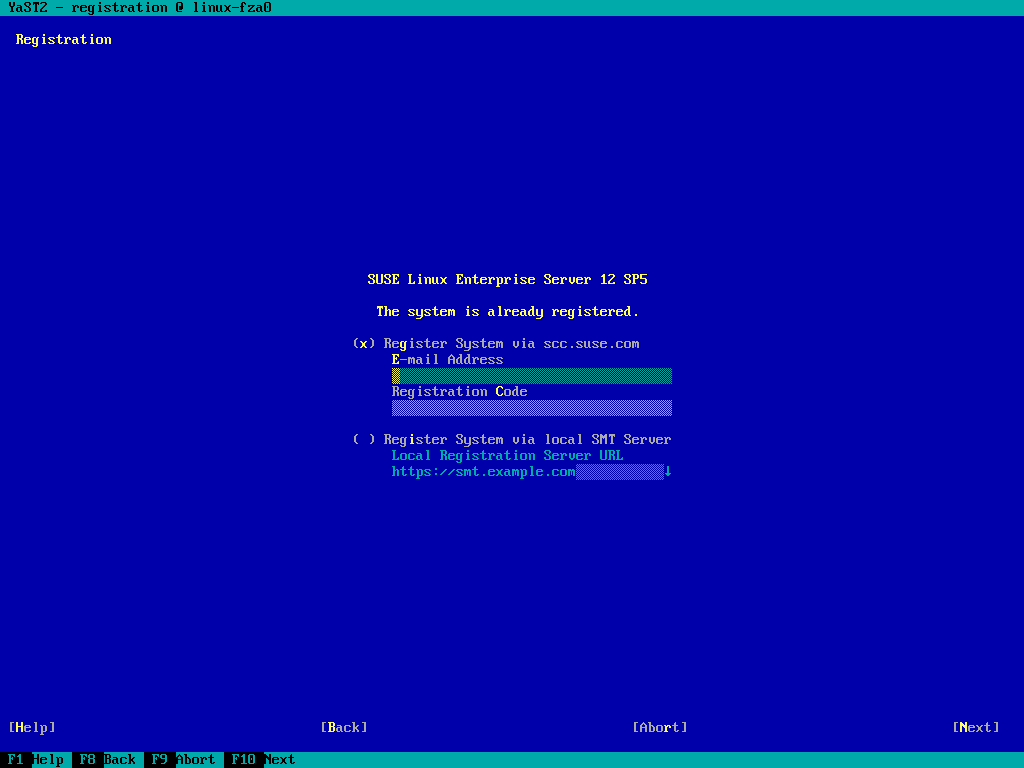 YaST2 - registration @ linux-fza0
Registration
SUSE Linux Enterprise Server 12 SP5
The system is already registered.
(x) Register System via scc.suse.com
E-mail Address
Registration Code
( ) Register System via local SMT Server
Local Registration Server URL
https://smt.example.com↓
[Help] [Back] [Abort] [Next]
F1 Help F8 Back F9 Abort F10 Next